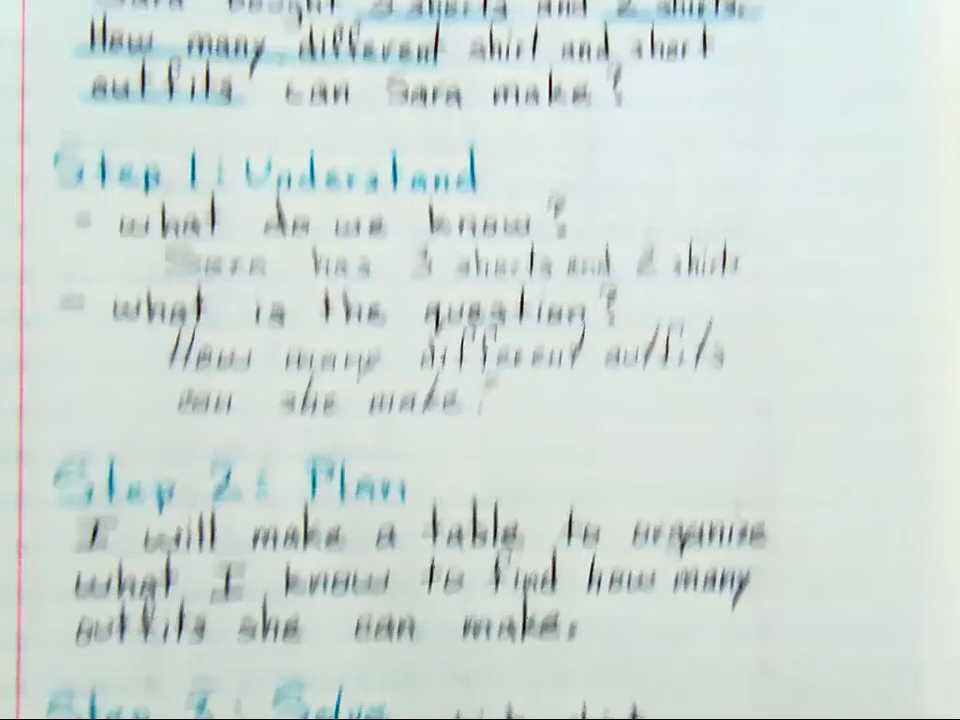 Sara bought 3 shorts and 2 shirts.
How many different shirt and short
outfits can Sara make?
Step 1: Understand
- what do we know?
Sara has 3 shorts and 2 shirts
- what is the question?
How many different outfits
can she make?
Step 2: Plan
I will make a table to organize
what I know to find how many
outfits she can make.
Step 3: Solve